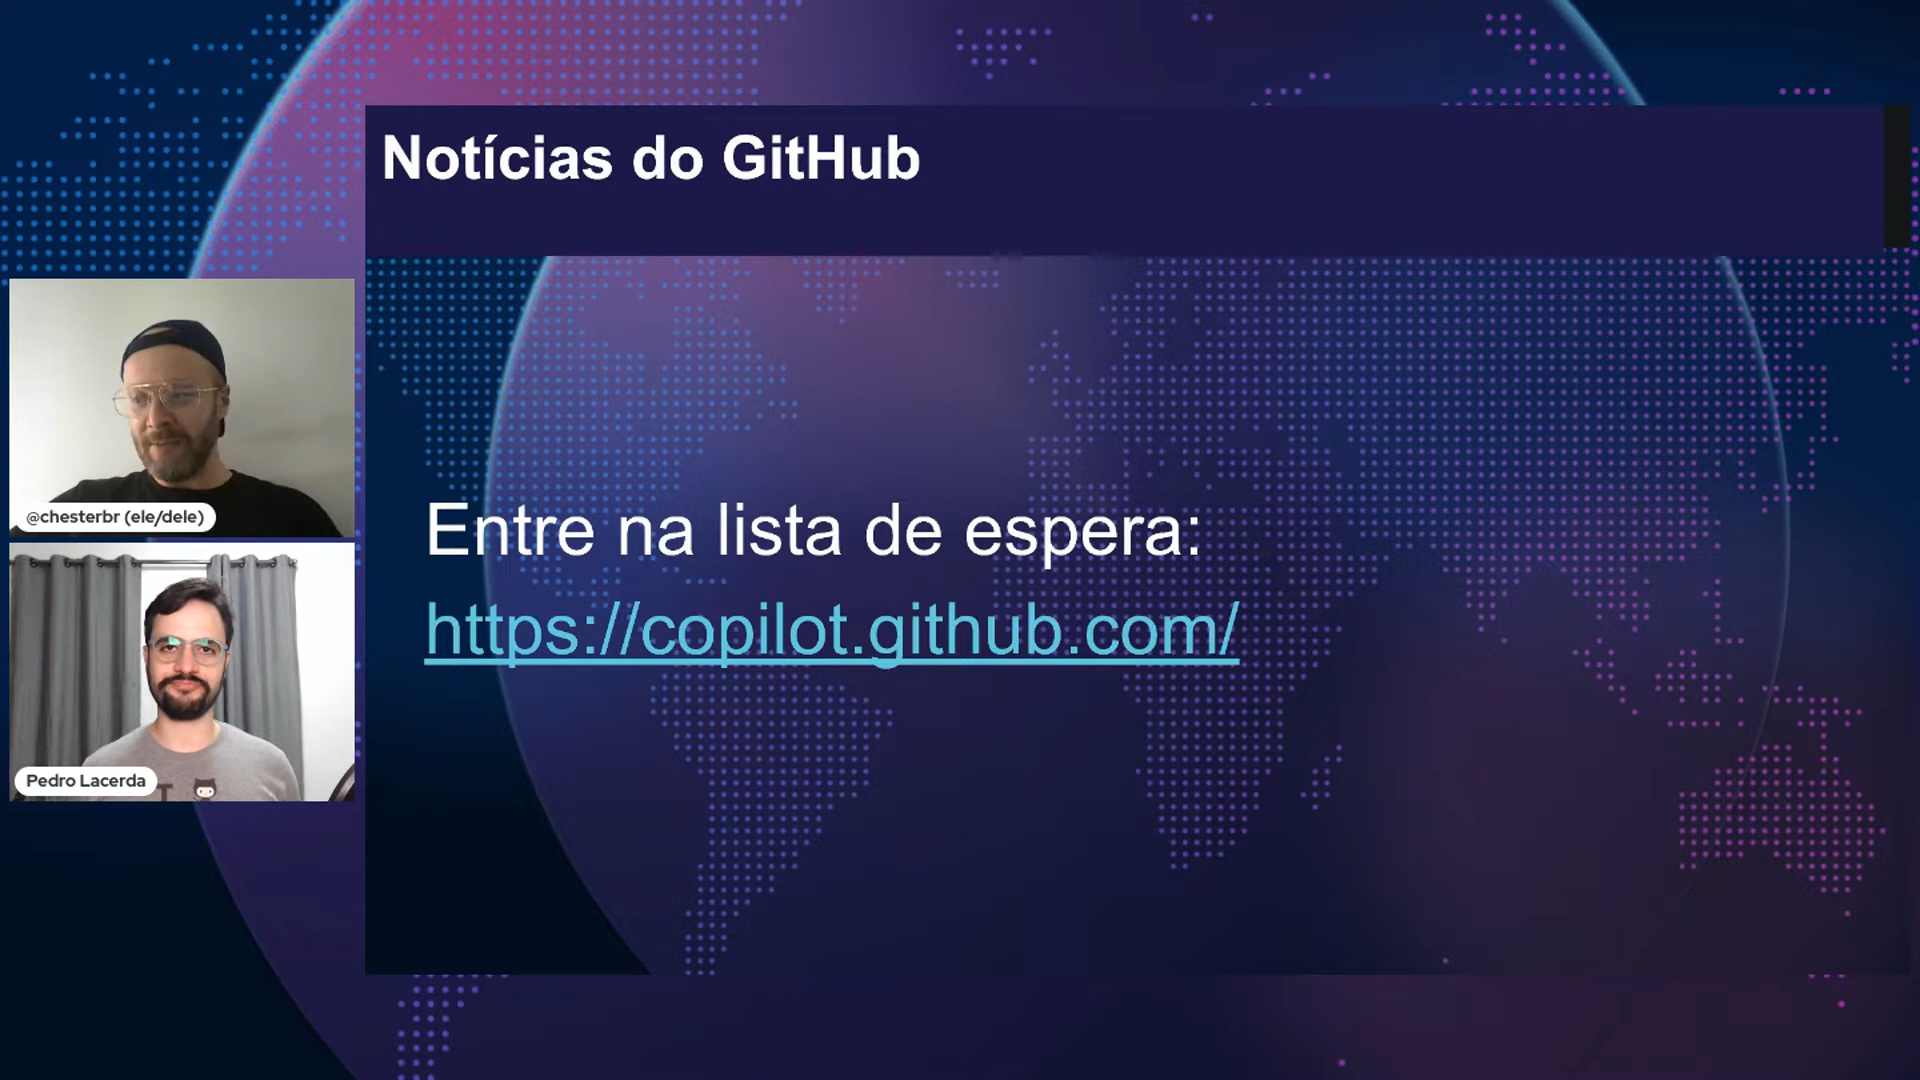 Notícias do GitHub
@chesterbr (ele/dele)
Entre na lista de espera:
https://copilot.github.com/
Pedro Lacerda